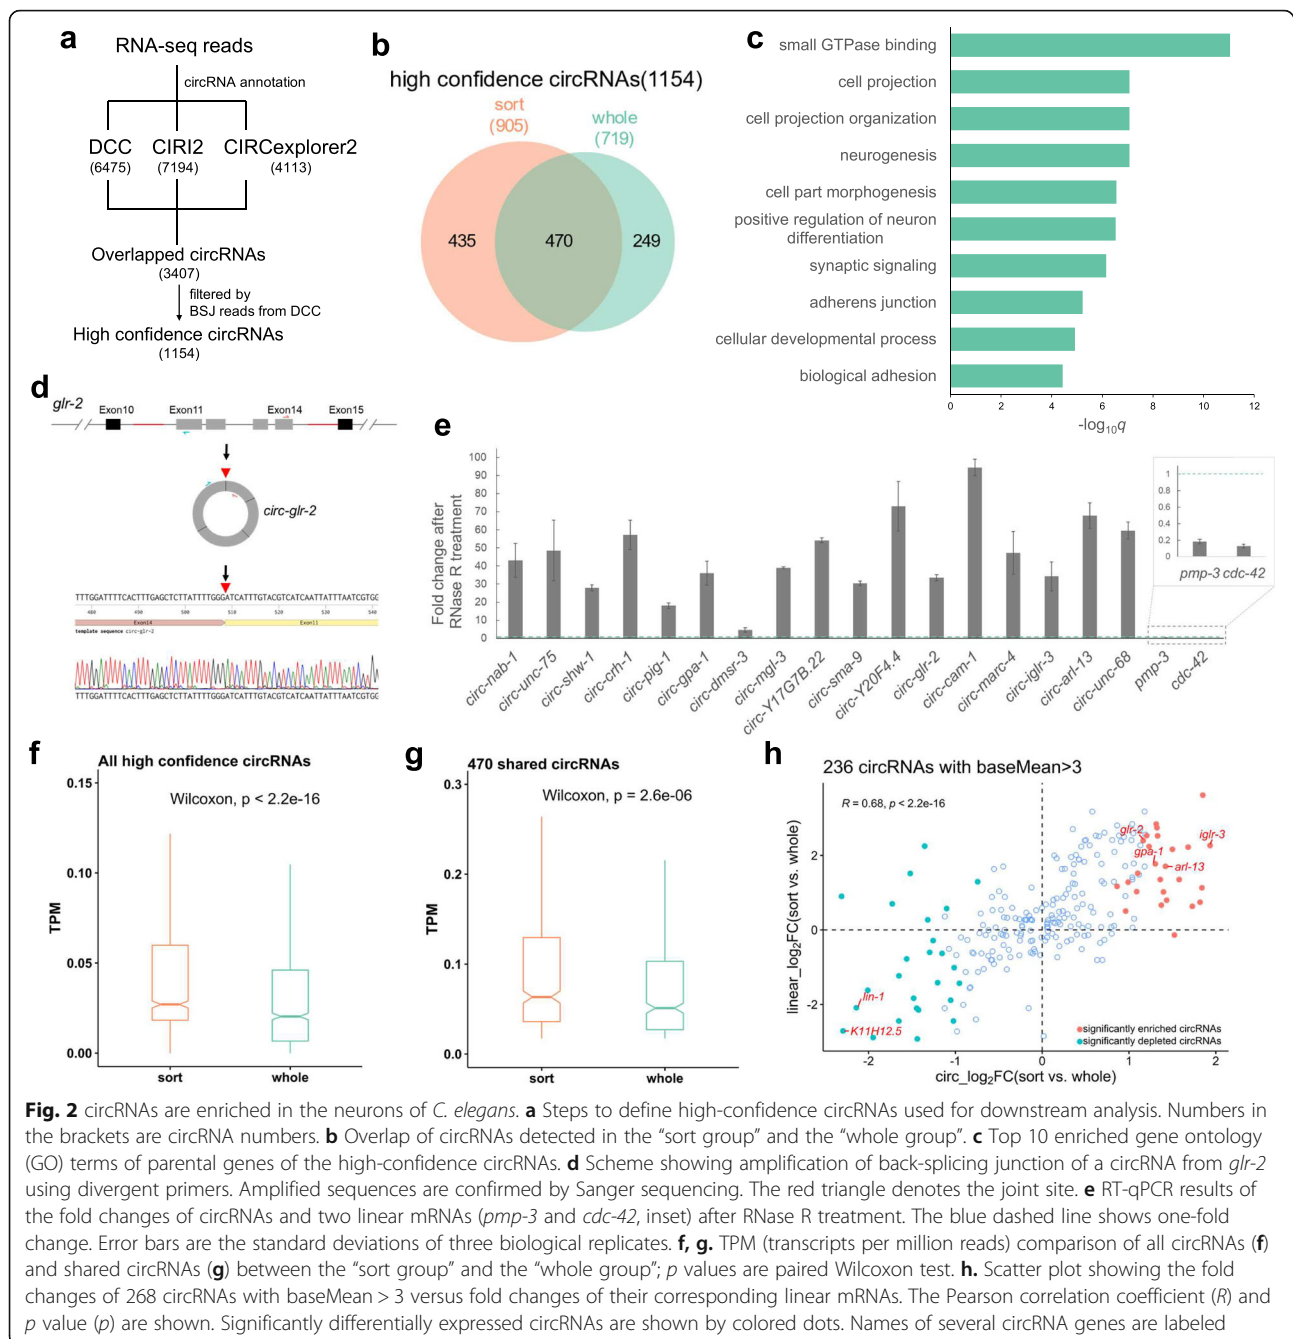 a
RNA-seq reads
circRNA annotation
DCC CIRI2 CIRCexplorer2
(6475) (7194) (4113)
Overlapped circRNAs
(3407)
filtered by
BSJ reads from DCC
High confidence circRNAs
(1154)
b
high confidence circRNAs(1154)
sort
(905)
whole
(719)
435 470 249
c
small GTPase binding
cell projection
cell projection organization
neurogenesis
cell part morphogenesis
positive regulation of neuron
differentiation
synaptic signaling
adherens junction
cellular developmental process
biological adhesion
0 2 4 6 8 10 12
-log10q
d
glr-2
Exon10 Exon11 Exon14 Exon15
circ-glr-2
TTTGGATTTTCACTTTGAGCTCTTATTTTGGGATCATTTGTACGTCATCAATTATTTAATCGTGG
480 490 500 510 520 530 540
Exon14 Exon11
template sequence circ-glr-2
TTTGGATTTTCACTTTGAGCTCTTATTTTGGGATCATTTGTACGTCATCAATTATTTAATCGTGG
e
Fold change after
RNase R treatment
100
90
80
70
60
50
40
30
20
10
0
circ-nab-1
circ-unc-75
circ-shw-1
circ-crh-1
circ-plg-1
circ-gpa-1
circ-dmsr-3
circ-mgl-3
circ-Y17G7B.22
circ-sma-9
circ-Y20F4.4
circ-glr-2
circ-cam-1
circ-marc-4
circ-iglr-3
circ-arl-13
circ-unc-68
pmp-3
cdc-42
1
0.8
0.6
0.4
0.2
0
pmp-3 cdc-42
f
All high confidence circRNAs
Wilcoxon, p < 2.2e-16
TPM
0.15
0.10
0.05
0.00
sort whole
g
470 shared circRNAs
Wilcoxon, p = 2.6e-06
TPM
0.3
0.2
0.1
0.0
sort whole
h
236 circRNAs with baseMean>3
R = 0.68, p < 2.2e-16
linear_log2FC(sort vs. whole)
2
0
-2
glr-2
iglr-3
gpa-1
arl-13
lin-1
K11H12.5
significantly enriched circRNAs
significantly depleted circRNAs
-2 -1 0 1 2
circ_log2FC(sort vs. whole)
Fig. 2 circRNAs are enriched in the neurons of C. elegans. a Steps to define high-confidence circRNAs used for downstream analysis. Numbers in
the brackets are circRNA numbers. b Overlap of circRNAs detected in the “sort group” and the “whole group”. c Top 10 enriched gene ontology
(GO) terms of parental genes of the high-confidence circRNAs. d Scheme showing amplification of back-splicing junction of a circRNA from glr-2
using divergent primers. Amplified sequences are confirmed by Sanger sequencing. The red triangle denotes the joint site. e RT-qPCR results of
the fold changes of circRNAs and two linear mRNAs (pmp-3 and cdc-42, inset) after RNase R treatment. The blue dashed line shows one-fold
change. Error bars are the standard deviations of three biological replicates. f, g. TPM (transcripts per million reads) comparison of all circRNAs (f)
and shared circRNAs (g) between the “sort group” and the “whole group”; p values are paired Wilcoxon test. h. Scatter plot showing the fold
changes of 268 circRNAs with baseMean > 3 versus fold changes of their corresponding linear mRNAs. The Pearson correlation coefficient (R) and
p value (p) are shown. Significantly differentially expressed circRNAs are shown by colored dots. Names of several circRNA genes are labeled